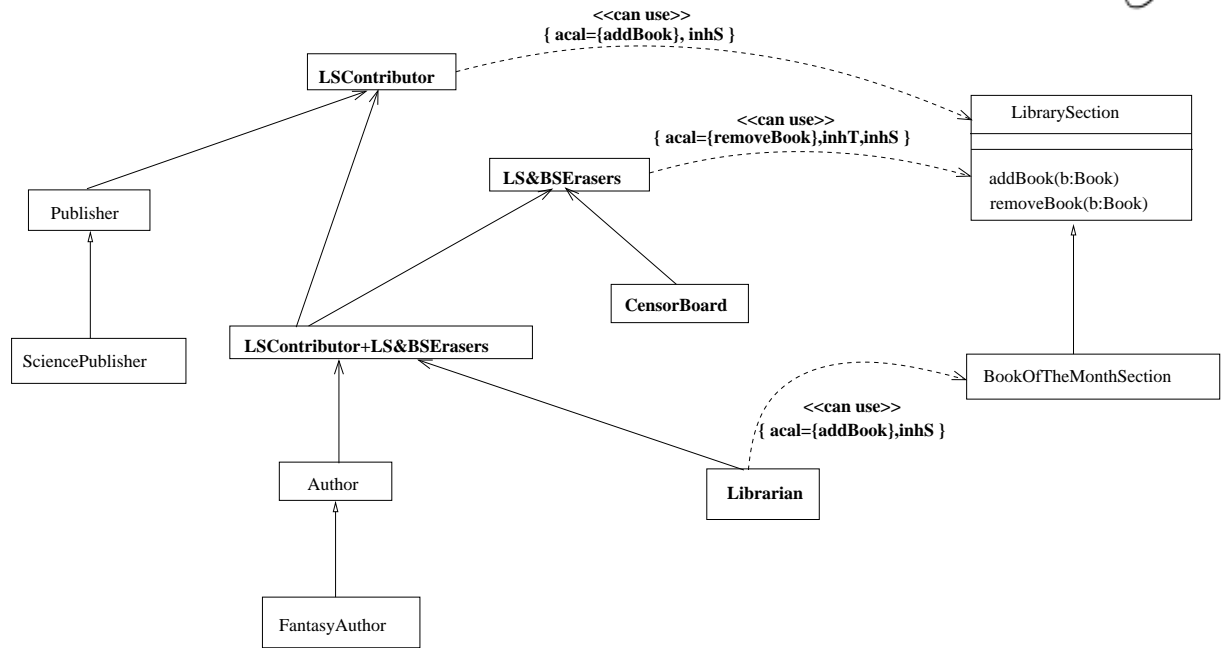 <<can use>>
{ acal={addBook}, inhS }
LSContributor
LibrarySection
<<can use>>
{ acal={removeBook},inhT,inhS }
LS&BSErasers
addBook(b:Book)
removeBook(b:Book)
Publisher
CensorBoard
LSContributor+LS&BSErasers
SciencePublisher
BookOfTheMonthSection
<<can use>>
{ acal={addBook},inhS }
Author
Librarian
FantasyAuthor